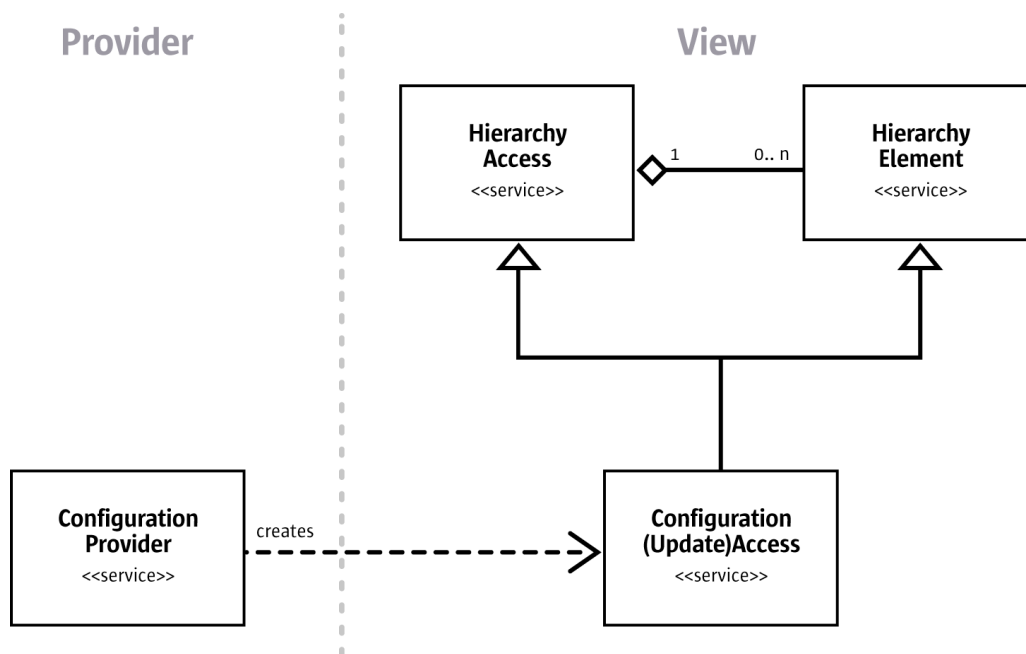 Provider
View
Hierarchy
Access
<<service>>
1
0.. n
Hierarchy
Element
<<service>>
Configuration
Provider
<<service>>
creates
Configuration
(Update)Access
<<service>>